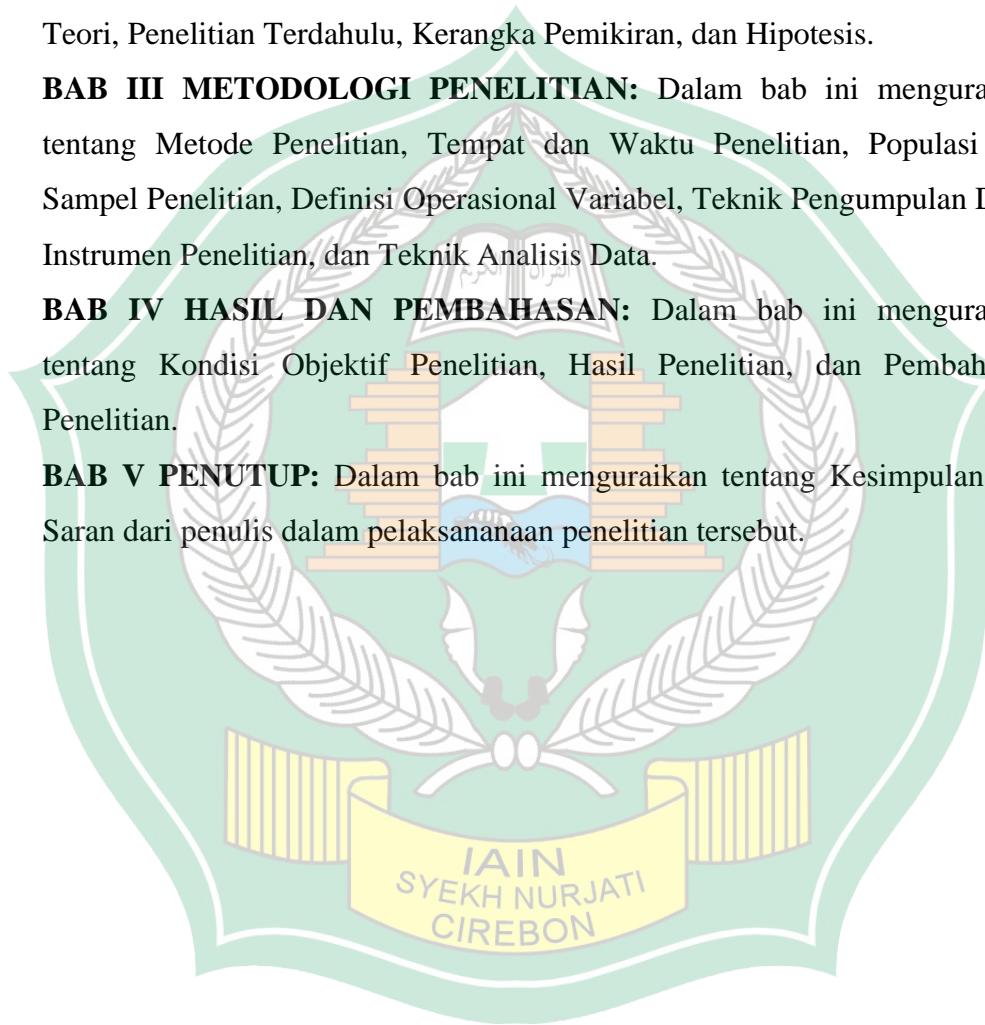 Teori, Penelitian Terdahulu, Kerangka Pemikiran, dan Hipotesis.
BAB III METODOLOGI PENELITIAN: Dalam bab ini mengura
tentang Metode Penelitian, Tempat dan Waktu Penelitian, Populasi
Sampel Penelitian, Definisi Operasional Variabel, Teknik Pengumpulan D
Instrumen Penelitian, dan Teknik Analisis Data.
القرآن الكريم
BAB IV HASIL DAN PEMBAHASAN: Dalam bab ini mengura
tentang Kondisi Objektif Penelitian, Hasil Penelitian, dan Pembah
Penelitian.
BAB V PENUTUP: Dalam bab ini menguraikan tentang Kesimpulan
Saran dari penulis dalam pelaksananaan penelitian tersebut.
IAIN
SYEKH NURJATI
CIREBON